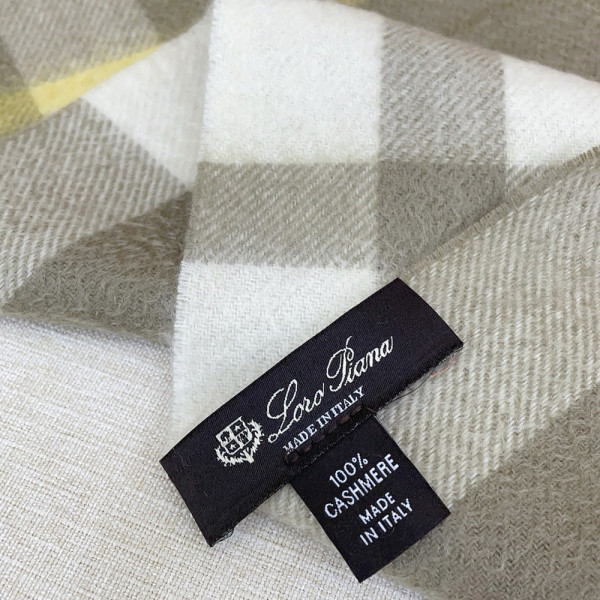 Loro Piana
MADE IN ITALY
100%
CASHMERE
MADE
IN ITALY